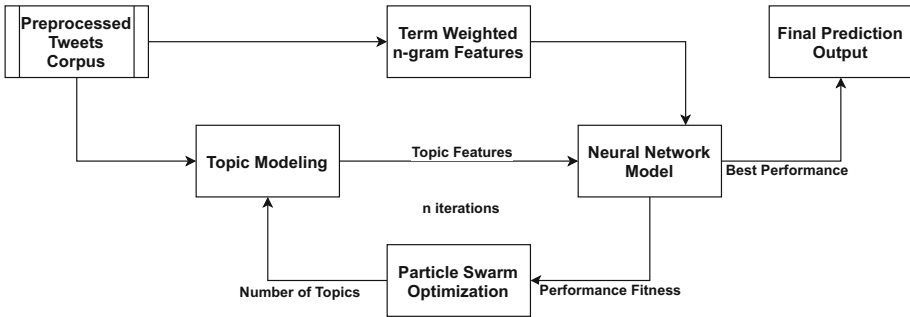 Preprocessed
Tweets
Corpus
Term Weighted
n-gram Features
Final Prediction
Output
Topic Modeling
Topic Features
Neural Network
Model
Best Performance
n iterations
Particle Swarm
Optimization
Number of Topics
Performance Fitness